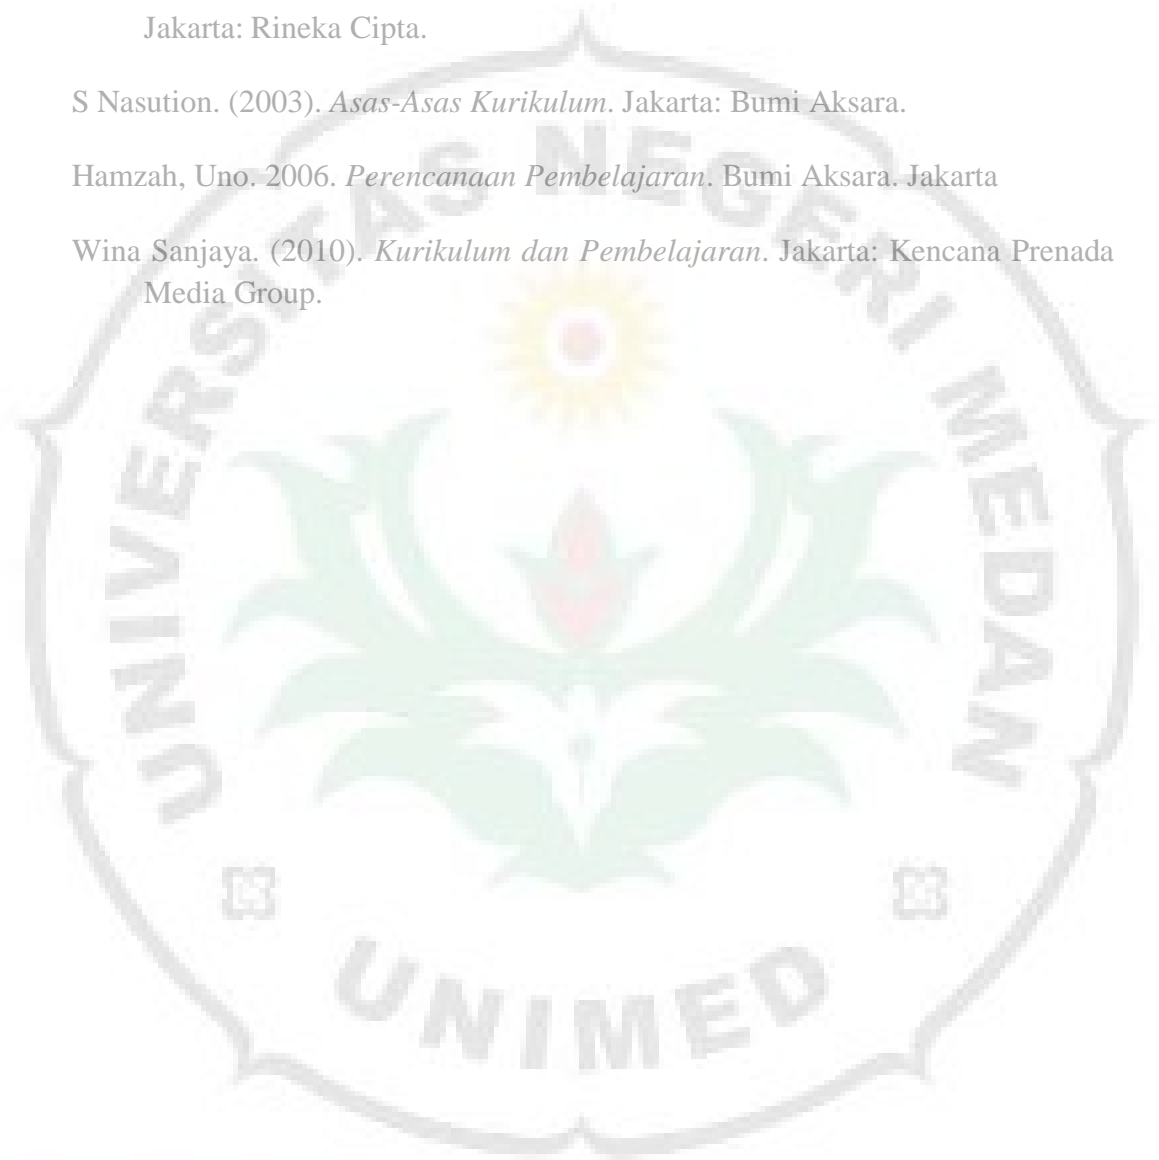 Jakarta: Rineka Cipta.
S Nasution. (2003). Asas-Asas Kurikulum. Jakarta: Bumi Aksara.
Hamzah, Uno. 2006. Perencanaan Pembelajaran. Bumi Aksara. Jakarta
Wina Sanjaya. (2010). Kurikulum dan Pembelajaran. Jakarta: Kencana Prenada
Media Group.
UNIVERSITAS NEGERI MEDAN
UNIMED